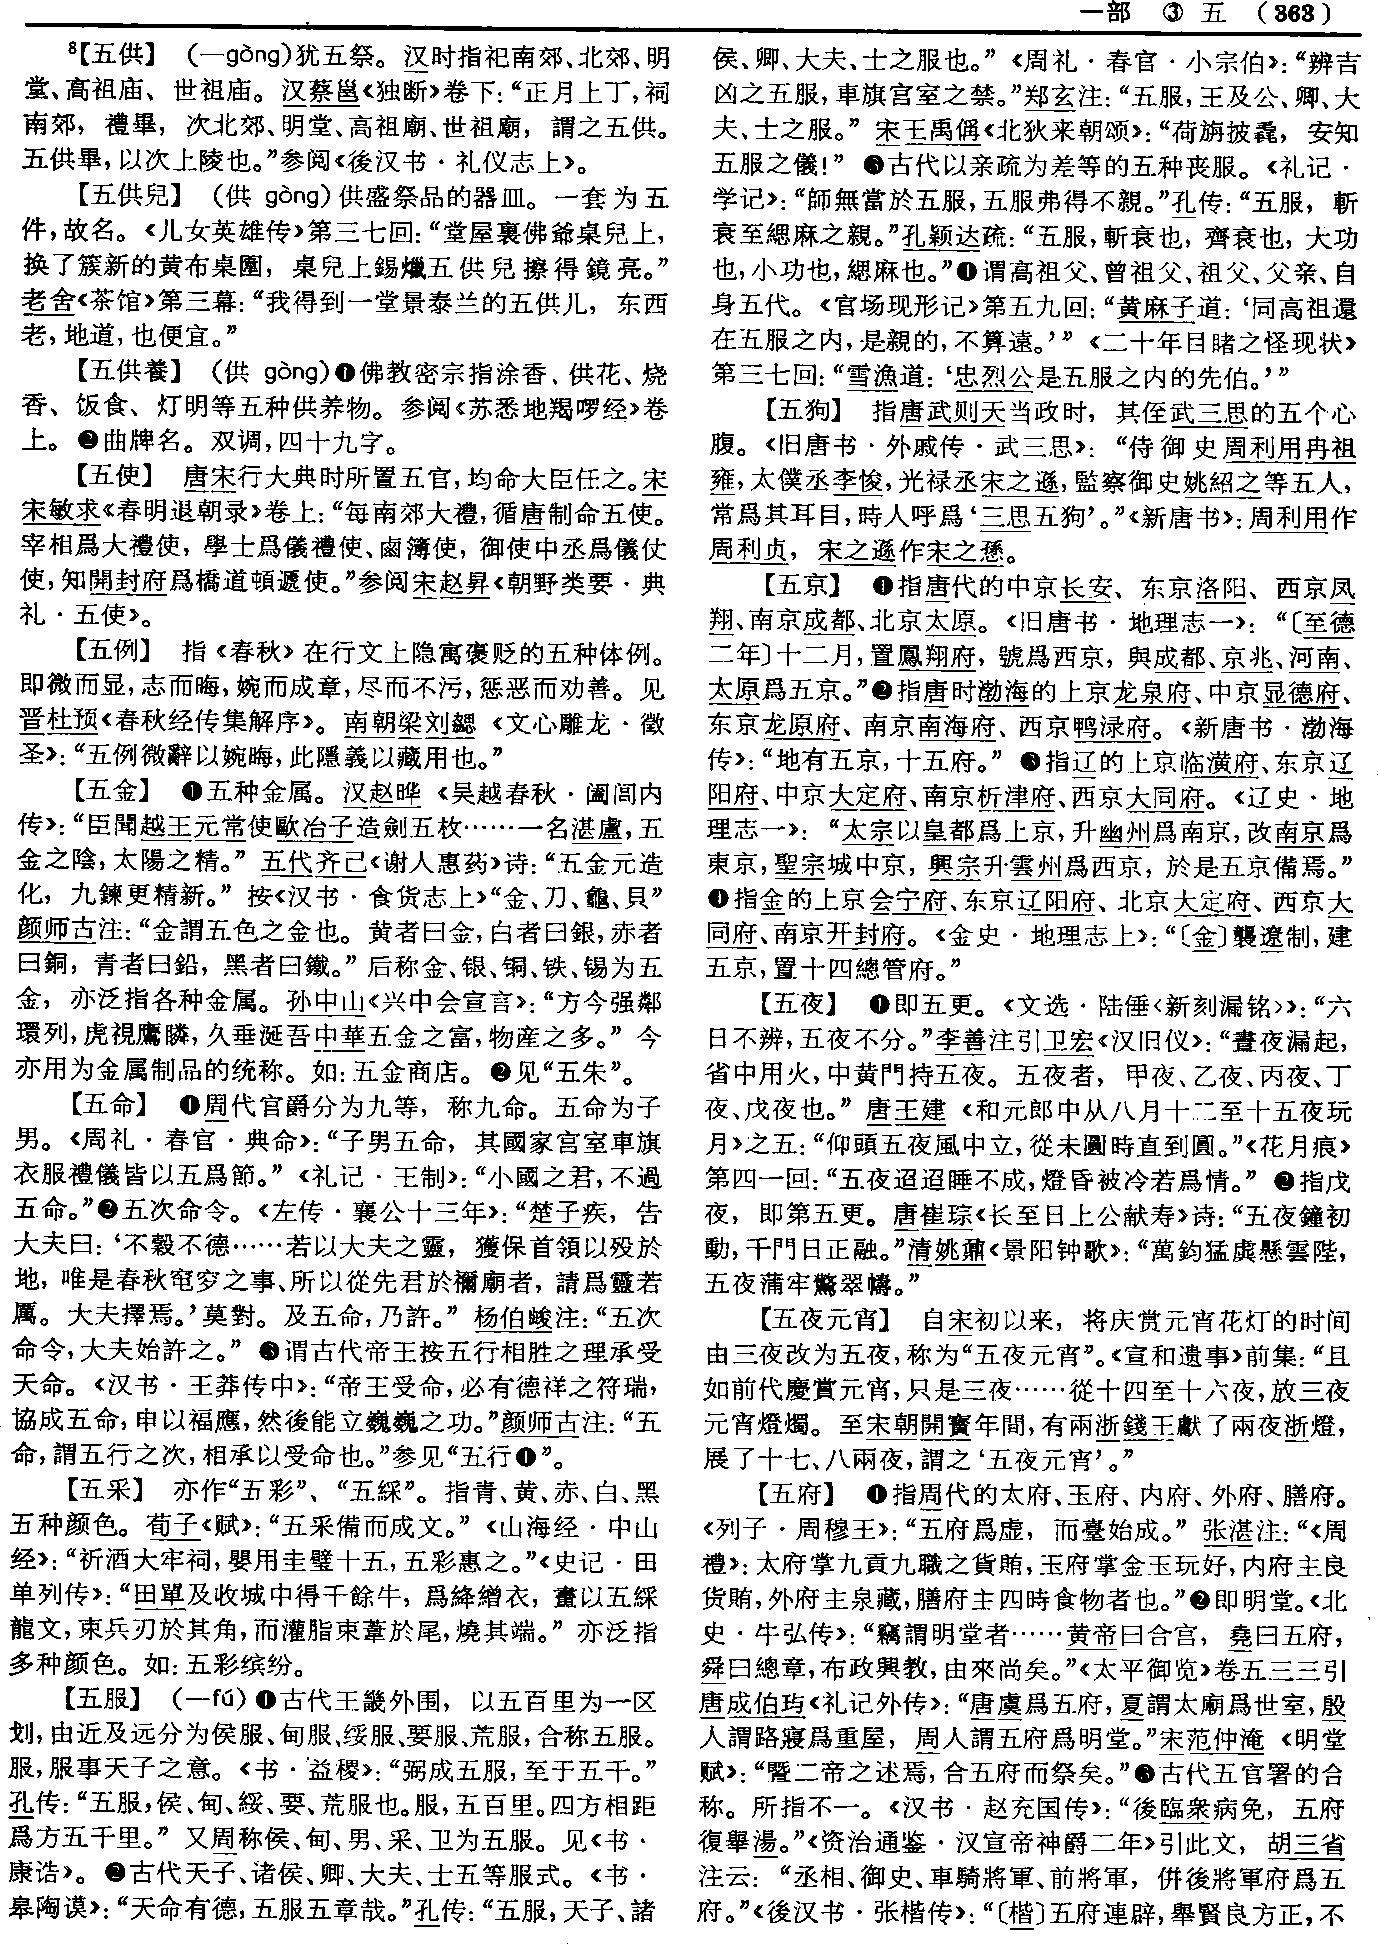 一部 ③ 五 (363)
⁸【五供】 (—gòng)犹五祭。汉时指祀南郊、北郊、明
堂、高祖庙、世祖庙。汉蔡邕《独断》卷下：“正月上丁，祠
南郊，禮畢，次北郊、明堂、高祖廟、世祖廟，謂之五供。
五供畢，以次上陵也。”参阅《後汉书·礼仪志上》。
【五供兒】 (供 gòng)供盛祭品的器皿。一套为五
件，故名。《儿女英雄传》第三七回：“堂屋裏佛爺桌兒上，
换了簇新的黄布桌圍，桌兒上錫爉五供兒擦得鏡亮。”
老舍《茶馆》第三幕：“我得到一堂景泰兰的五供儿，东西
老，地道，也便宜。”
【五供養】 (供 gòng)❶佛教密宗指涂香、供花、烧
香、饭食、灯明等五种供养物。参阅《苏悉地羯啰经》卷
上。❷曲牌名。双调，四十九字。
【五使】 唐宋行大典时所置五官，均命大臣任之。宋
宋敏求《春明退朝录》卷上：“每南郊大禮，循唐制命五使。
宰相爲大禮使，學士爲儀禮使、鹵簿使，御使中丞爲儀仗
使，知開封府爲橋道頓遞使。”参阅宋赵昇《朝野类要·典
礼·五使》。
【五例】 指《春秋》在行文上隐寓褒贬的五种体例。
即微而显，志而晦，婉而成章，尽而不污，惩恶而劝善。见
晋杜预《春秋经传集解序》。南朝梁刘勰《文心雕龙·徵
圣》：“五例微辭以婉晦，此隱義以藏用也。”
【五金】 ❶五种金属。汉赵晔《吴越春秋·阖闾内
传》：“臣聞越王元常使歐冶子造劍五枚……一名湛盧，五
金之陰，太陽之精。”五代齐己《谢人惠药》诗：“五金元造
化，九鍊更精新。”按《汉书·食货志上》“金、刀、龜、貝”
颜师古注：“金謂五色之金也。黄者曰金，白者曰銀，赤者
曰銅，青者曰鉛，黑者曰鐵。”后称金、银、铜、铁、锡为五
金，亦泛指各种金属。孙中山《兴中会宣言》：“方今强鄰
環列，虎視鷹瞵，久垂涎吾中華五金之富，物産之多。”今
亦用为金属制品的统称。如：五金商店。❷见“五朱”。
【五命】 ❶周代官爵分为九等，称九命。五命为子
男。《周礼·春官·典命》：“子男五命，其國家宫室車旗
衣服禮儀皆以五爲節。”《礼记·王制》：“小國之君，不過
五命。”❷五次命令。《左传·襄公十三年》：“楚子疾，告
大夫曰：‘不穀不德……若以大夫之靈，獲保首領以殁於
地，唯是春秋窀穸之事、所以從先君於禰廟者，請爲靈若
厲。大夫擇焉。’莫對。及五命，乃許。”杨伯峻注：“五次
命令，大夫始許之。”❸谓古代帝王按五行相胜之理承受
天命。《汉书·王莽传中》：“帝王受命，必有德祥之符瑞，
協成五命，申以福應，然後能立巍巍之功。”颜师古注：“五
命，謂五行之次，相承以受命也。”参见“五行❶”。
【五采】 亦作“五彩”、“五綵”。指青、黄、赤、白、黑
五种颜色。荀子《赋》：“五采備而成文。”《山海经·中山
经》：“祈酒大牢祠，嬰用圭璧十五，五彩惠之。”《史记·田
单列传》：“田單及收城中得千餘牛，爲絳繒衣，畫以五綵
龍文，束兵刃於其角，而灌脂束葦於尾，燒其端。”亦泛指
多种颜色。如：五彩缤纷。
【五服】 (—fú)❶古代王畿外围，以五百里为一区
划，由近及远分为侯服、甸服、绥服、要服、荒服，合称五服。
服，服事天子之意。《书·益稷》：“弼成五服，至于五千。”
孔传：“五服，侯、甸、綏、要、荒服也。服，五百里。四方相距
爲方五千里。”又周称侯、甸、男、采、卫为五服。见《书·
康诰》。❷古代天子、诸侯、卿、大夫、士五等服式。《书·
皋陶谟》：“天命有德，五服五章哉。”孔传：“五服，天子、諸
侯、卿、大夫、士之服也。”《周礼·春官·小宗伯》：“辨吉
凶之五服，車旗宫室之禁。”郑玄注：“五服，王及公、卿、大
夫、士之服。”宋王禹偁《北狄来朝颂》：“荷旃披毳，安知
五服之儀！”❸古代以亲疏为差等的五种丧服。《礼记·
学记》：“師無當於五服，五服弗得不親。”孔传：“五服，斬
衰至緦麻之親。”孔颖达疏：“五服，斬衰也，齊衰也，大功
也，小功也，緦麻也。”❹谓高祖父、曾祖父、祖父、父亲、自
身五代。《官场现形记》第五九回：“黄麻子道：‘同高祖還
在五服之内，是親的，不算遠。’”《二十年目睹之怪现状》
第三七回：“雪漁道：‘忠烈公是五服之内的先伯。’”
【五狗】 指唐武则天当政时，其侄武三思的五个心
腹。《旧唐书·外戚传·武三思》：“侍御史周利用冉祖
雍，太僕丞李悛，光禄丞宋之遜，監察御史姚紹之等五人，
常爲其耳目，時人呼爲‘三思五狗’。”《新唐书》：周利用作
周利贞，宋之遜作宋之愻。
【五京】 ❶指唐代的中京长安、东京洛阳、西京凤
翔、南京成都、北京太原。《旧唐书·地理志一》：“〔至德
二年〕十二月，置鳳翔府，號爲西京，與成都、京兆、河南、
太原爲五京。”❷指唐时渤海的上京龙泉府、中京显德府、
东京龙原府、南京南海府、西京鸭渌府。《新唐书·渤海
传》：“地有五京，十五府。”❸指辽的上京临潢府、东京辽
阳府、中京大定府、南京析津府、西京大同府。《辽史·地
理志一》：“太宗以皇都爲上京，升幽州爲南京，改南京爲
東京，聖宗城中京，興宗升雲州爲西京，於是五京備焉。”
❹指金的上京会宁府、东京辽阳府、北京大定府、西京大
同府、南京开封府。《金史·地理志上》：“〔金〕襲遼制，建
五京，置十四總管府。”
【五夜】 ❶即五更。《文选·陆倕〈新刻漏铭〉》：“六
日不辨，五夜不分。”李善注引卫宏《汉旧仪》：“晝夜漏起，
省中用火，中黄門持五夜。五夜者，甲夜、乙夜、丙夜、丁
夜、戊夜也。”唐王建《和元郎中从八月十二至十五夜玩
月》之五：“仰頭五夜風中立，從未圓時直到圓。”《花月痕》
第四一回：“五夜迢迢睡不成，燈昏被冷若爲情。”❷指戊
夜，即第五更。唐崔琮《长至日上公献寿》诗：“五夜鐘初
動，千門日正融。”清姚鼐《景阳钟歌》：“萬鈞猛虡懸雲陛，
五夜蒲牢驚翠幬。”
【五夜元宵】 自宋初以来，将庆赏元宵花灯的时间
由三夜改为五夜，称为“五夜元宵”。《宣和遗事》前集：“且
如前代慶賞元宵，只是三夜……從十四至十六夜，放三夜
元宵燈燭。至宋朝開寶年間，有兩浙錢王獻了兩夜浙燈，
展了十七、八兩夜，謂之‘五夜元宵’。”
【五府】 ❶指周代的太府、玉府、内府、外府、膳府。
《列子·周穆王》：“五府爲虚，而臺始成。”张湛注：“《周
禮》：太府掌九貢九職之貨賄，玉府掌金玉玩好，内府主良
货賄，外府主泉藏，膳府主四時食物者也。”❷即明堂。《北
史·牛弘传》：“竊謂明堂者……黄帝曰合宫，堯曰五府，
舜曰總章，布政興教，由來尚矣。”《太平御览》卷五三三引
唐成伯玙《礼记外传》：“唐虞爲五府，夏謂太廟爲世室，殷
人謂路寢爲重屋，周人謂五府爲明堂。”宋范仲淹《明堂
赋》：“暨二帝之述焉，合五府而祭矣。”❸古代五官署的合
称。所指不一。《汉书·赵充国传》：“後臨衆病免，五府
復舉湯。”《资治通鉴·汉宣帝神爵二年》引此文，胡三省
注云：“丞相、御史、車騎將軍、前將軍，併後將軍府爲五
府。”《後汉书·张楷传》：“〔楷〕五府連辟，舉賢良方正，不